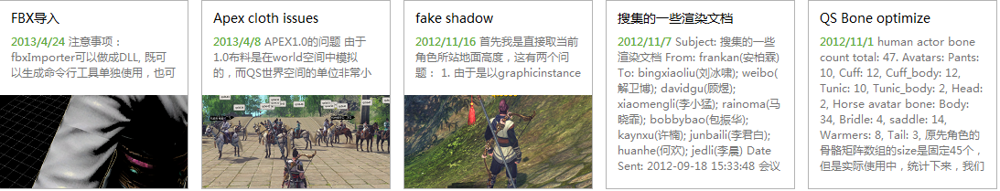 FBX导入
2013/4/24 注意事项：
fbxImporter可以做成DLL, 既可
以生成命令行工具单独使用，也可
Apex cloth issues
2013/4/8 APEX1.0的问题 由于
1.0布料是在world空间中模拟
的，而QS世界空间的单位非常小
fake shadow
2012/11/16 首先我是直接取当前
角色所站地面高度，这有两个问
题： 1. 由于是以graphicinstance
搜集的一些渲染文档
2012/11/7 Subject: 搜集的一些
渲染文档 From: frankan(安柏霖)
To: bingxiaoliu(刘冰啸); weibo(
解卫博); davidgu(顾煜);
xiaomengli(李小猛); rainoma(马
晓霏); bobbybao(包振华);
kaynxu(许楠); junbaili(李君白);
huanhe(何欢); jedli(李晨) Date
Sent: 2012-09-18 15:33:48 会议
QS Bone optimize
2012/11/1 human actor bone
count total: 47. Avatars: Pants:
10, Cuff: 12, Cuff_body: 12,
Tunic: 10, Tunic_body: 2, Head:
2, Horse avatar bone: Body:
34, Bridle: 4, saddle: 14,
Warmers: 8, Tail: 3, 原先角色的
骨骼矩阵数组的size是固定45个，
但是实际使用中，统计下来，我们